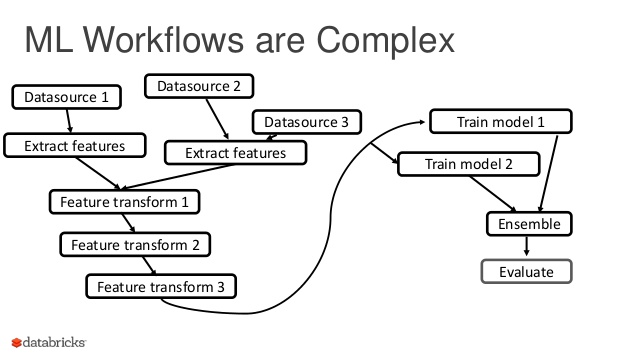 ML Workflows are Complex
Datasource 1
Datasource 2
Datasource 3
Extract features
Extract features
Feature transform 1
Feature transform 2
Feature transform 3
Train model 1
Train model 2
Ensemble
Evaluate
databricks